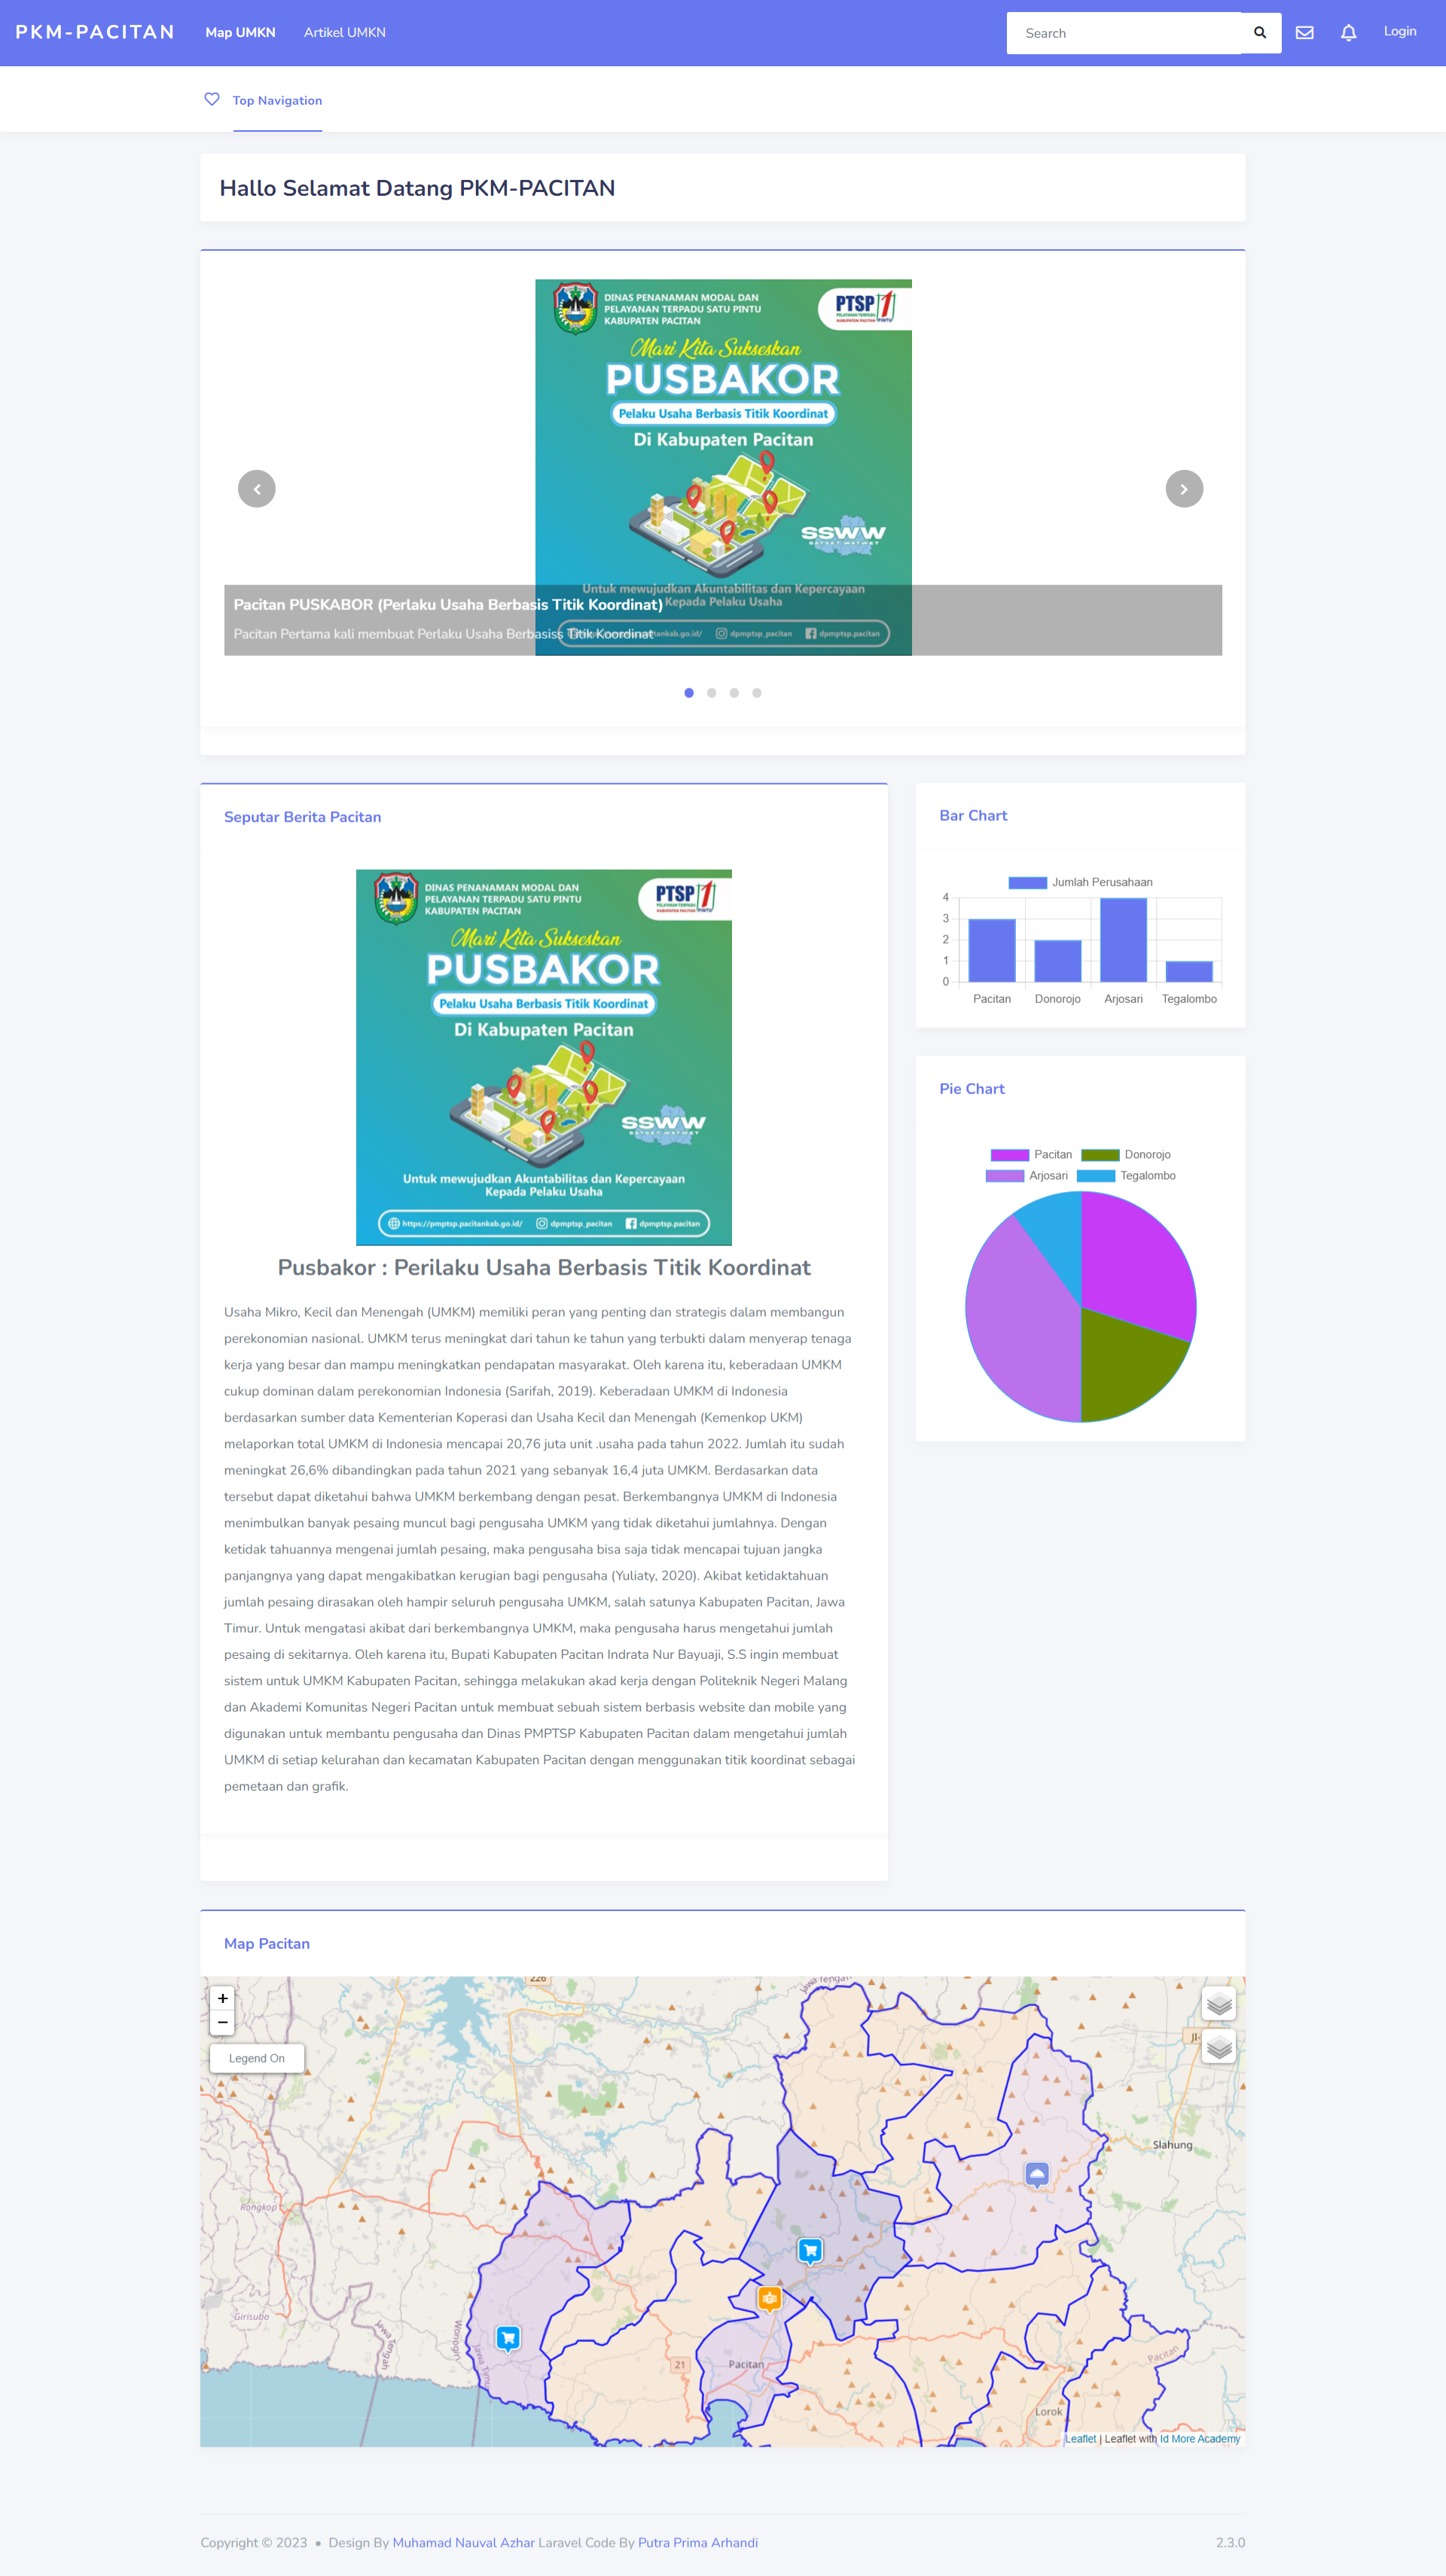 PKM-PACITAN
Map UMKN
Artikel UMKN
Search
Login
Top Navigation
Hallo Selamat Datang PKM-PACITAN
DINAS PENANAMAN MODAL DAN
PELAYANAN TERPADU SATU PINTU
KABUPATEN PACITAN
PTSP
Mari Kita Sukseskan
PUSBAKOR
Pelaku Usaha Berbasis Titik Koordinat
Di Kabupaten Pacitan
SSWW
Untuk mewujudkan Akuntabilitas dan Kepercayaan
Kepada Pelaku Usaha
Pacitan PUSKABOR (Perlaku Usaha Berbasis Titik Koordinat)
Pacitan Pertama kali membuat Perlaku Usaha Berbasiss Titik Koordinat
dpmptsp_pacitan
dpmptsp.pacitan
Seputar Berita Pacitan
DINAS PENANAMAN MODAL DAN
PELAYANAN TERPADU SATU PINTU
KABUPATEN PACITAN
PTSP
Mari Kita Sukseskan
PUSBAKOR
Pelaku Usaha Berbasis Titik Koordinat
Di Kabupaten Pacitan
SSWW
Untuk mewujudkan Akuntabilitas dan Kepercayaan
Kepada Pelaku Usaha
https://pmptsp.pacitankab.go.id/ dpmptsp_pacitan dpmptsp.pacitan
Pusbakor : Perilaku Usaha Berbasis Titik Koordinat
Usaha Mikro, Kecil dan Menengah (UMKM) memiliki peran yang penting dan strategis dalam membangun
perekonomian nasional. UMKM terus meningkat dari tahun ke tahun yang terbukti dalam menyerap tenaga
kerja yang besar dan mampu meningkatkan pendapatan masyarakat. Oleh karena itu, keberadaan UMKM
cukup dominan dalam perekonomian Indonesia (Sarifah, 2019). Keberadaan UMKM di Indonesia
berdasarkan sumber data Kementerian Koperasi dan Usaha Kecil dan Menengah (Kemenkop UKM)
melaporkan total UMKM di Indonesia mencapai 20,76 juta unit .usaha pada tahun 2022. Jumlah itu sudah
meningkat 26,6% dibandingkan pada tahun 2021 yang sebanyak 16,4 juta UMKM. Berdasarkan data
tersebut dapat diketahui bahwa UMKM berkembang dengan pesat. Berkembangnya UMKM di Indonesia
menimbulkan banyak pesaing muncul bagi pengusaha UMKM yang tidak diketahui jumlahnya. Dengan
ketidak tahuannya mengenai jumlah pesaing, maka pengusaha bisa saja tidak mencapai tujuan jangka
panjangnya yang dapat mengakibatkan kerugian bagi pengusaha (Yuliaty, 2020). Akibat ketidaktahuan
jumlah pesaing dirasakan oleh hampir seluruh pengusaha UMKM, salah satunya Kabupaten Pacitan, Jawa
Timur. Untuk mengatasi akibat dari berkembangnya UMKM, maka pengusaha harus mengetahui jumlah
pesaing di sekitarnya. Oleh karena itu, Bupati Kabupaten Pacitan Indrata Nur Bayuaji, S.S ingin membuat
sistem untuk UMKM Kabupaten Pacitan, sehingga melakukan akad kerja dengan Politeknik Negeri Malang
dan Akademi Komunitas Negeri Pacitan untuk membuat sebuah sistem berbasis website dan mobile yang
digunakan untuk membantu pengusaha dan Dinas PMPTSP Kabupaten Pacitan dalam mengetahui jumlah
UMKM di setiap kelurahan dan kecamatan Kabupaten Pacitan dengan menggunakan titik koordinat sebagai
pemetaan dan grafik.
Bar Chart
Jumlah Perusahaan
4
3
2
1
0
Pacitan Donorojo Arjosari Tegalombo
Pie Chart
Pacitan Donorojo
Arjosari Tegalombo
Map Pacitan
+
−
Legend On
226
Jawa Tengah
Slahung
Rongkop
Girisubo
Jawa Tengah
21
Pacitan
Pacitan
Lorok
Leaflet | Leaflet with Id More Academy
Copyright © 2023 • Design By Muhamad Nauval Azhar Laravel Code By Putra Prima Arhandi
2.3.0